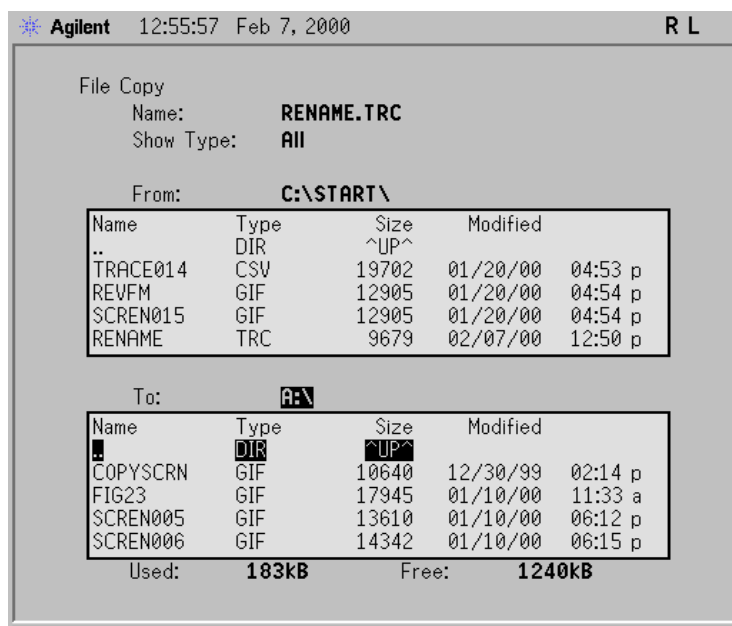 Agilent 12:55:57 Feb 7, 2000 R L
File Copy
Name: RENAME.TRC
Show Type: All
From: C:\START\
Name Type Size Modified
.. DIR ^UP^
TRACE014 CSV 19702 01/20/00 04:53 p
REVFM GIF 12905 01/20/00 04:54 p
SCREN015 GIF 12905 01/20/00 04:54 p
RENAME TRC 9679 02/07/00 12:50 p
To: A:\
Name Type Size Modified
.. DIR ^UP^
COPYSCRN GIF 10640 12/30/99 02:14 p
FIG23 GIF 17945 01/10/00 11:33 a
SCREN005 GIF 13610 01/10/00 06:12 p
SCREN006 GIF 14342 01/10/00 06:15 p
Used: 183kB Free: 1240kB